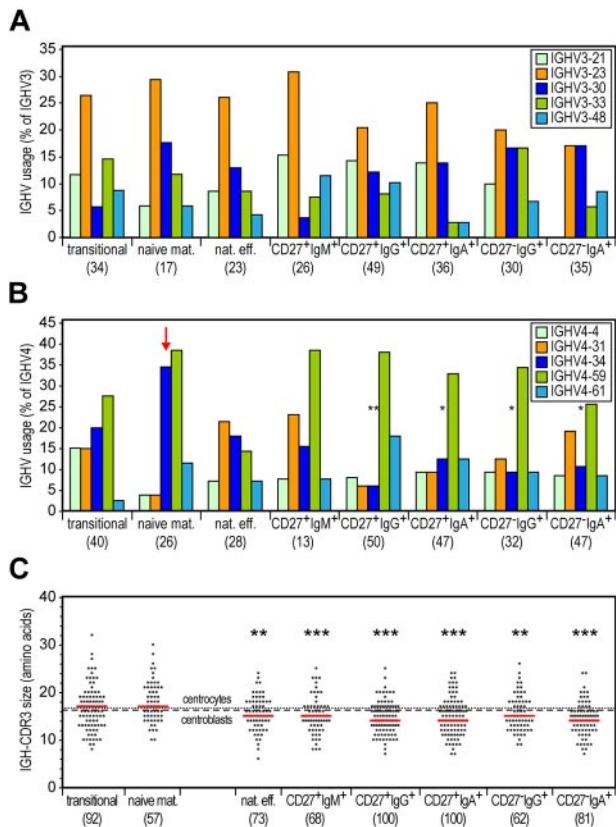 A
IGHV usage (% of IGHV3)
35
30
25
20
15
10
5
0
IGHV3-21
IGHV3-23
IGHV3-30
IGHV3-33
IGHV3-48
transitional naive mat. nat. eff. CD27+IgM+ CD27+IgG+ CD27+IgA+ CD27-IgG+ CD27-IgA+
(34) (17) (23) (26) (49) (36) (30) (35)
B
IGHV usage (% of IGHV4)
45
40
35
30
25
20
15
10
5
0
IGHV4-4
IGHV4-31
IGHV4-34
IGHV4-59
IGHV4-61
** * * *
transitional naive mat. nat. eff. CD27+IgM+ CD27+IgG+ CD27+IgA+ CD27-IgG+ CD27-IgA+
(40) (26) (28) (13) (50) (47) (32) (47)
C
IGH-CDR3 size (amino acids)
40
30
20
10
0
** *** *** *** ** ***
centrocytes
centroblasts
transitional naive mat. nat. eff. CD27+IgM+ CD27+IgG+ CD27+IgA+ CD27-IgG+ CD27-IgA+
(92) (57) (73) (68) (100) (100) (62) (81)